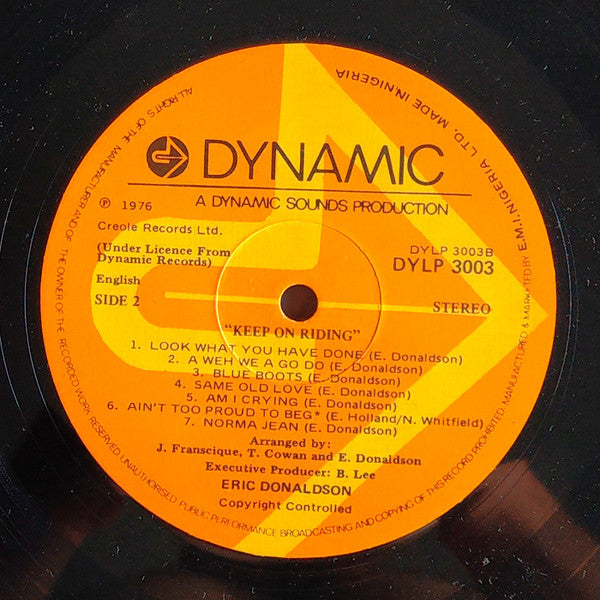 DYNAMIC
A DYNAMIC SOUNDS PRODUCTION
℗ 1976
Creole Records Ltd.
(Under Licence From
Dynamic Records)
English
SIDE 2
DYLP 3003B
DYLP 3003
STEREO
"KEEP ON RIDING"
1. LOOK WHAT YOU HAVE DONE (E. Donaldson)
2. A WEH WE A GO DO (E. Donaldson)
3. BLUE BOOTS (E. Donaldson)
4. SAME OLD LOVE (E. Donaldson)
5. AM I CRYING (E. Donaldson)
6. AIN'T TOO PROUD TO BEG* (E. Holland/N. Whitfield)
7. NORMA JEAN (E. Donaldson)
Arranged by:
J. Franscique, T. Cowan and E. Donaldson
Executive Producer: B. Lee
ERIC DONALDSON
Copyright Controlled
ALL RIGHTS OF THE MANUFACTURER AND OF THE OWNER OF THE RECORDED WORK RESERVED. UNAUTHORISED PUBLIC PERFORMANCE BROADCASTING AND COPYING OF THIS RECORD PROHIBITED. MANUFACTURED & MARKETED BY E.M.I. NIGERIA LTD. MADE IN NIGERIA